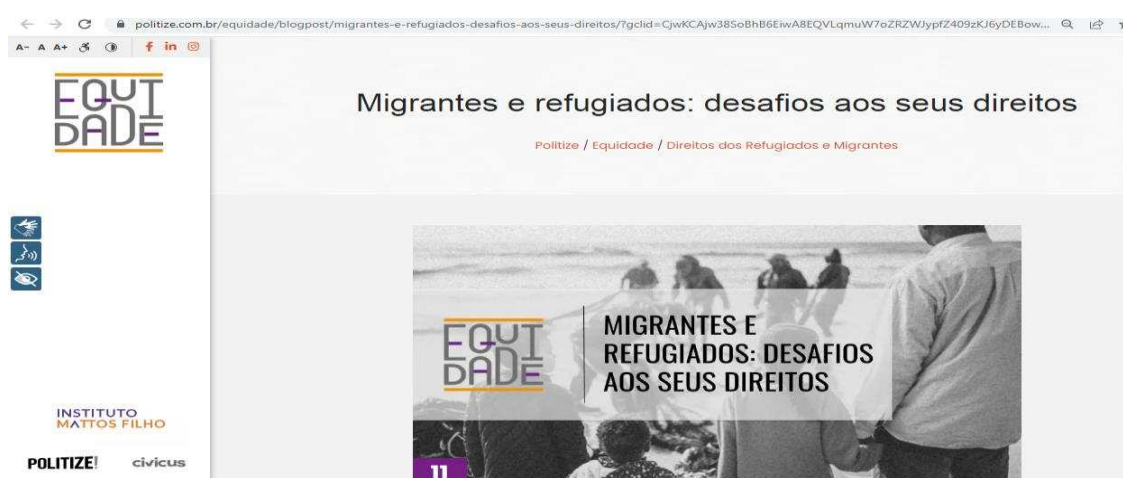 politize.com.br/equidade/blogpost/migrantes-e-refugiados-desafios-aos-seus-direitos/?gclid=CjwKCAjw38SoBhB6EiwA8EQVLqmuW7oZRZWJypfZ409zKJ6yDEBow...
A- A A+
EQUI
DADE
Migrantes e refugiados: desafios aos seus direitos
Politize / Equidade / Direitos dos Refugiados e Migrantes
EQUI
DADE
MIGRANTES E
REFUGIADOS: DESAFIOS
AOS SEUS DIREITOS
INSTITUTO
MATTOS FILHO
POLITIZE! civicus
11